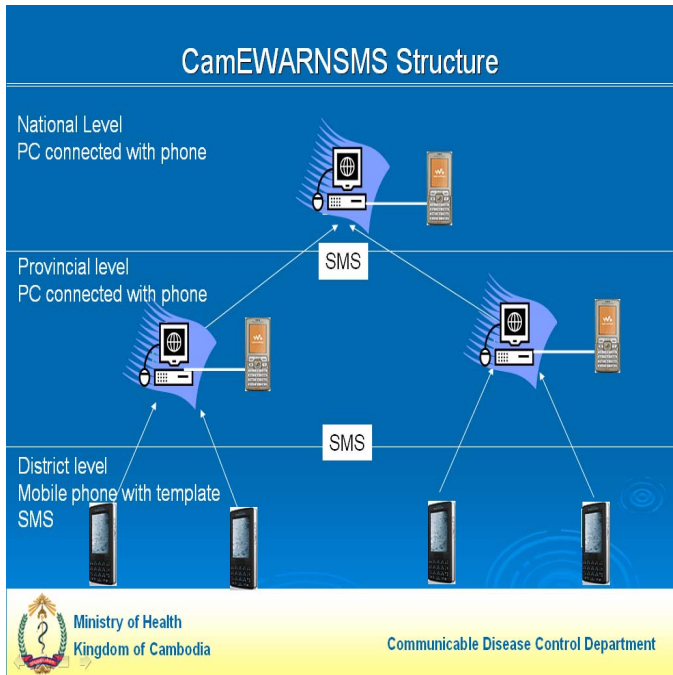 CamEWARNSMS Structure
National Level
PC connected with phone
SMS
Provincial level
PC connected with phone
SMS
District level
Mobile phone with template
SMS
Ministry of Health
Kingdom of Cambodia
Communicable Disease Control Department